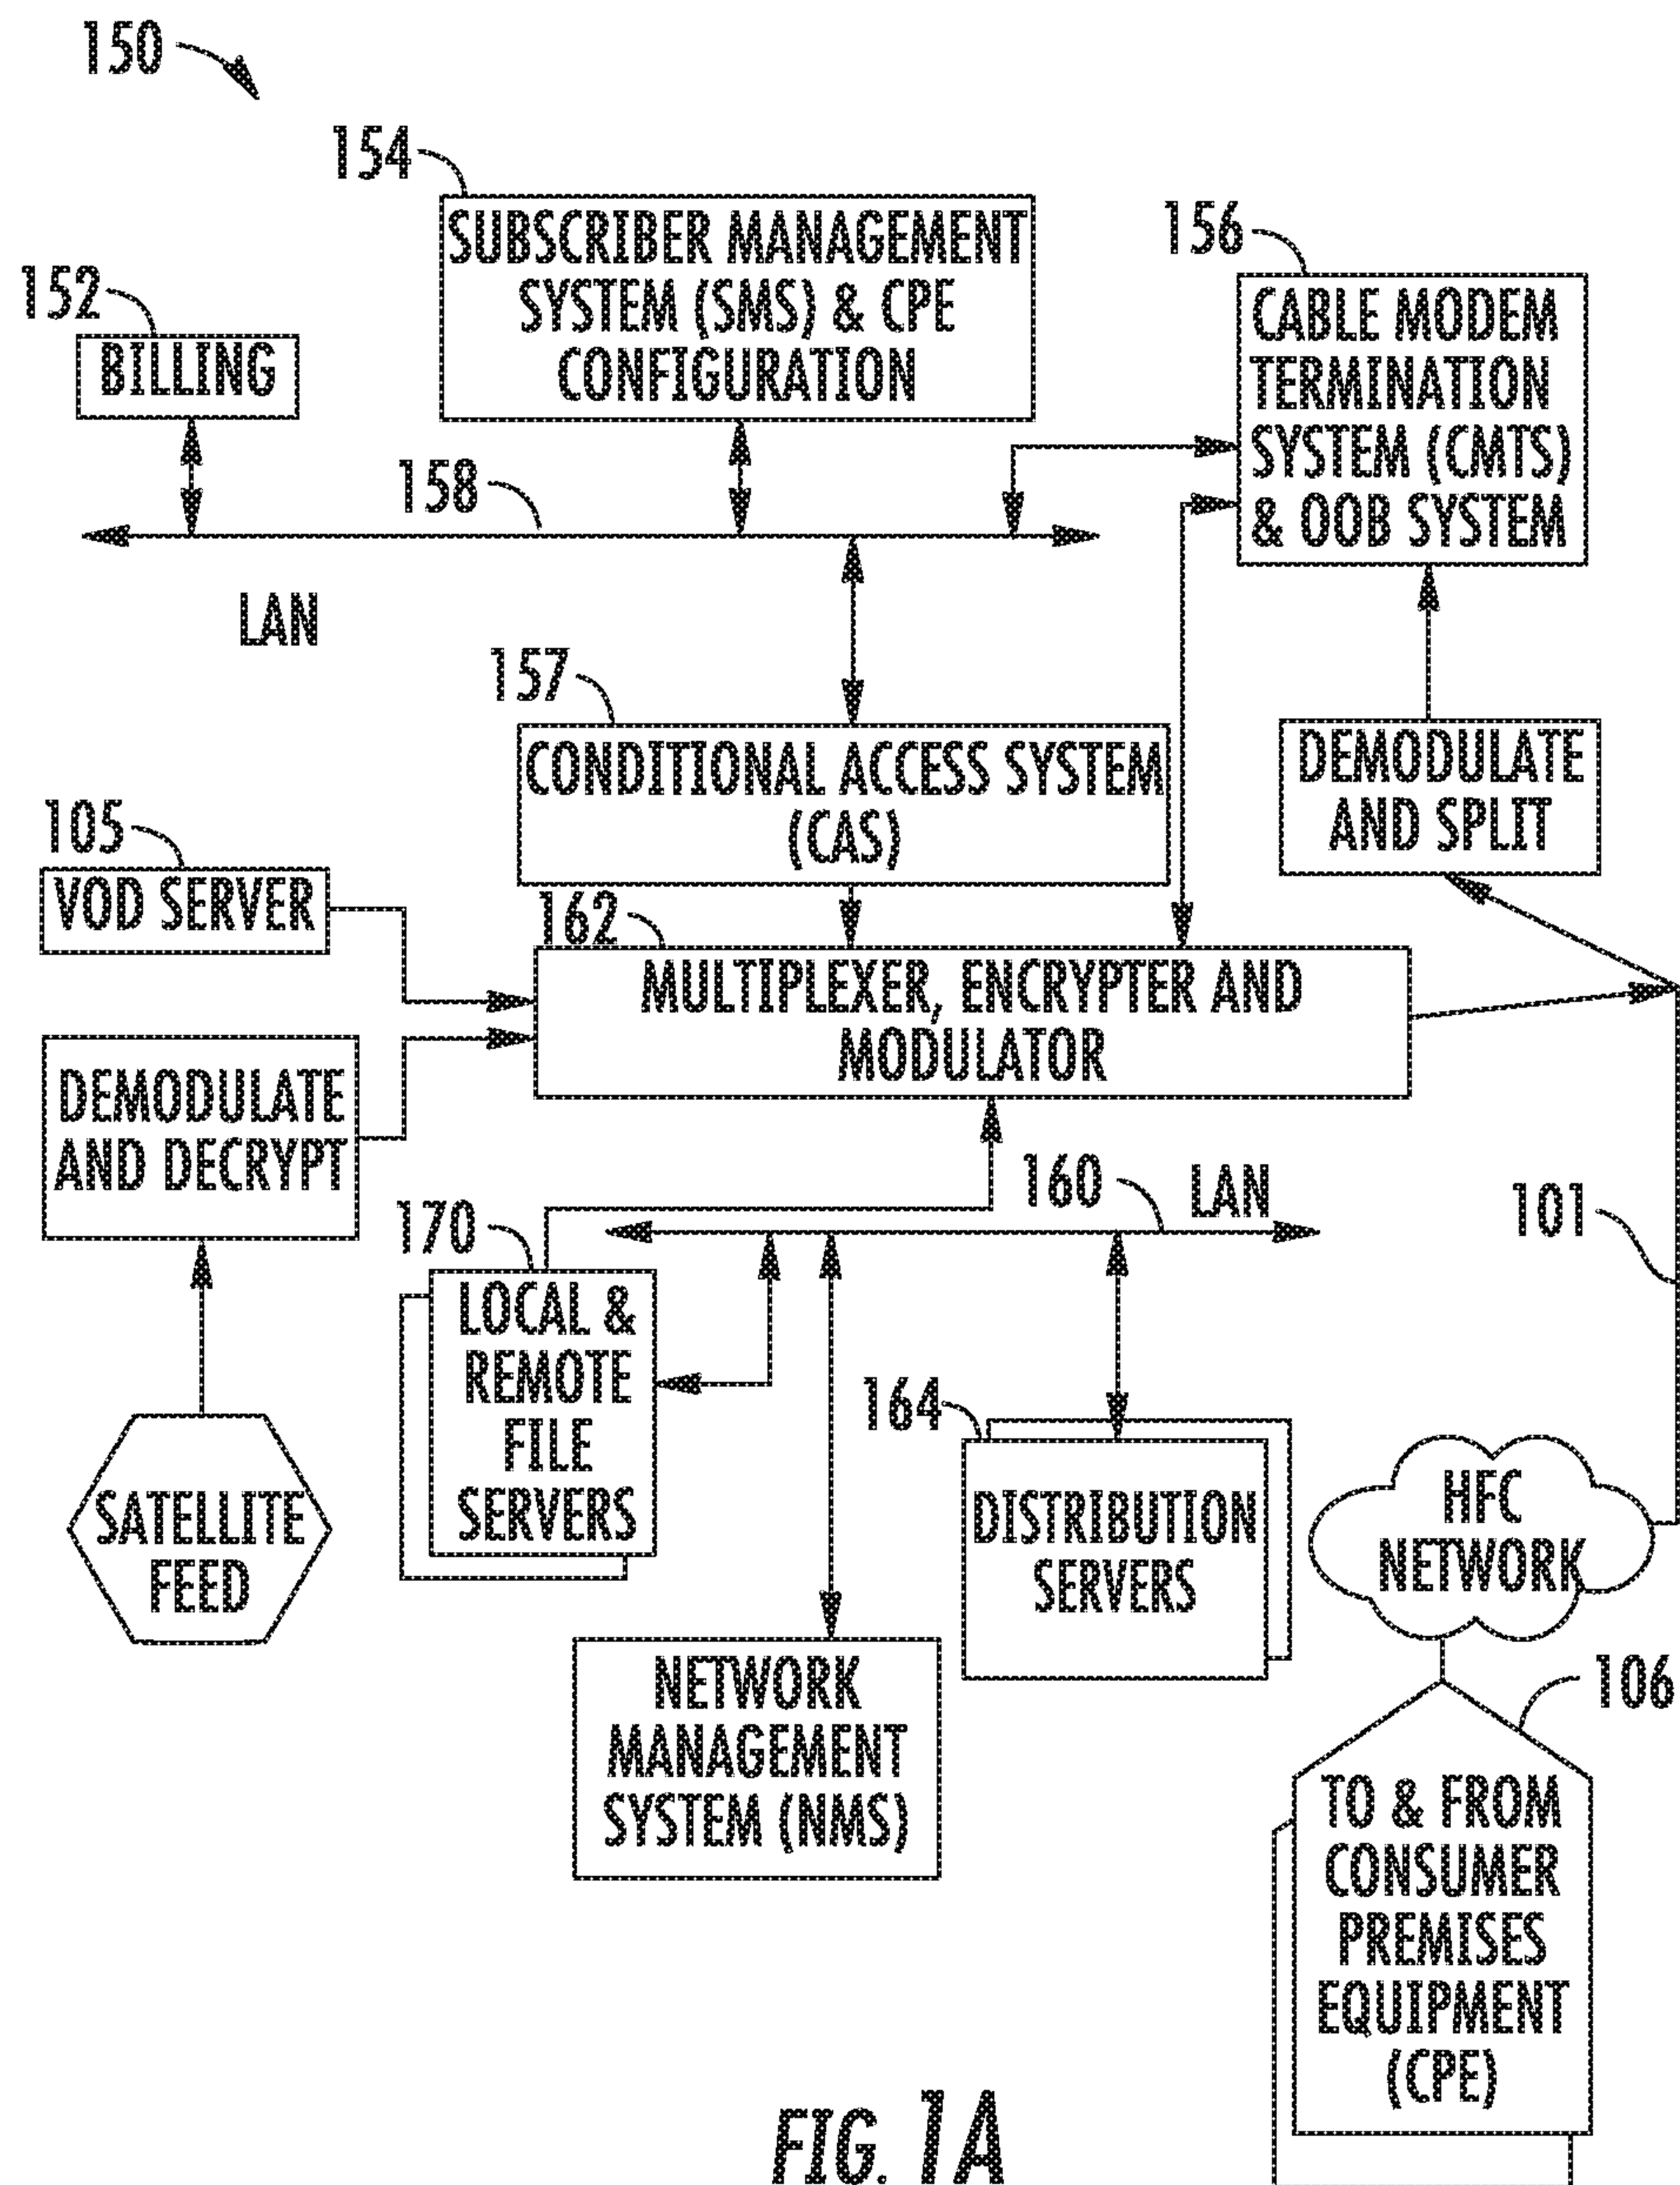 150
154
SUBSCRIBER MANAGEMENT
SYSTEM (SMS) & CPE
CONFIGURATION
156
CABLE MODEM
TERMINATION
SYSTEM (CMTS)
& OOB SYSTEM
152
BILLING
158
LAN
157
CONDITIONAL ACCESS SYSTEM
(CAS)
DEMODULATE
AND SPLIT
105
VOD SERVER
162
MULTIPLEXER, ENCRYPTER AND
MODULATOR
DEMODULATE
AND DECRYPT
160
LAN
101
170
LOCAL &
REMOTE
FILE
SERVERS
164
DISTRIBUTION
SERVERS
HFC
NETWORK
SATELLITE
FEED
NETWORK
MANAGEMENT
SYSTEM (NMS)
106
TO & FROM
CONSUMER
PREMISES
EQUIPMENT
(CPE)
FIG. 1A